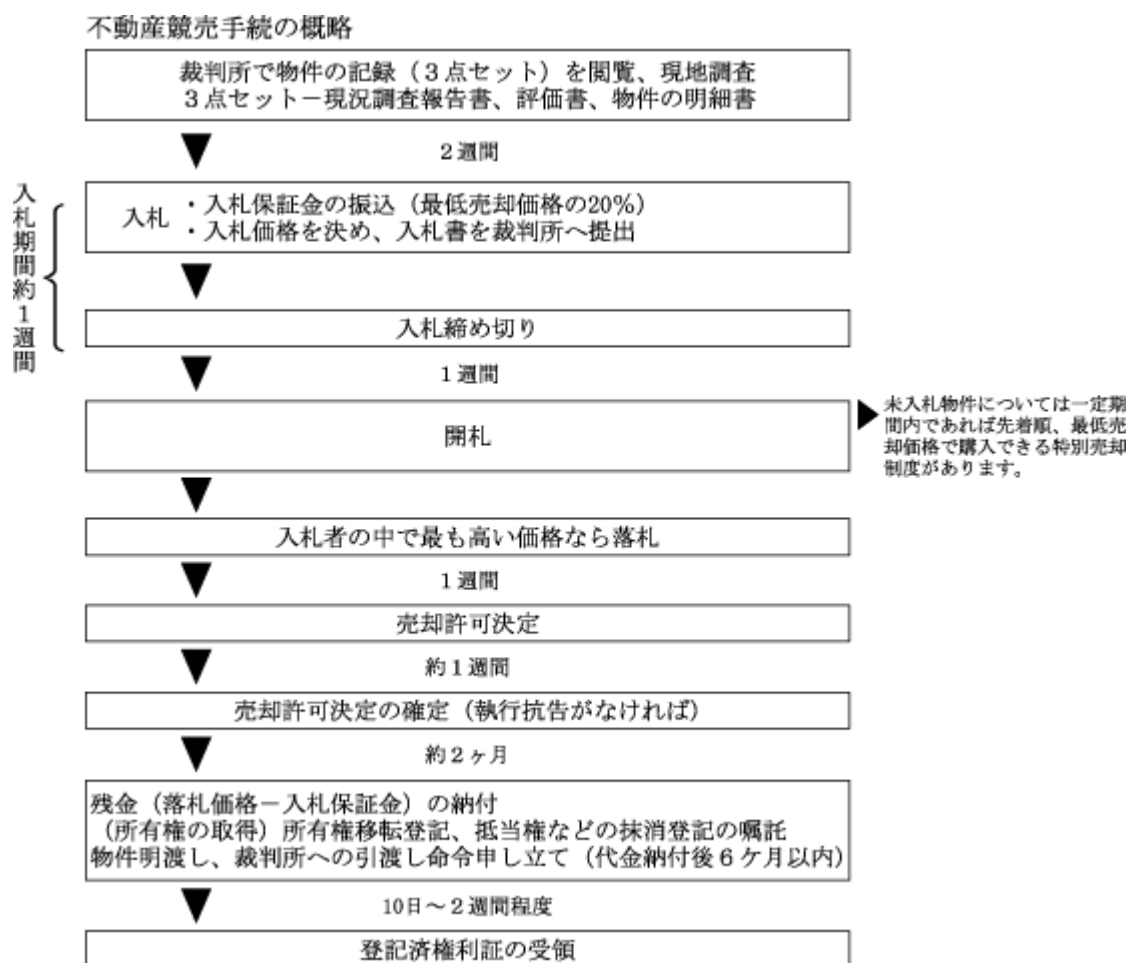 不動産競売手続の概略
裁判所で物件の記録（３点セット）を閲覧、現地調査
３点セット－現況調査報告書、評価書、物件の明細書
２週間
入札期間約１週間
入札
・入札保証金の振込（最低売却価格の20％）
・入札価格を決め、入札書を裁判所へ提出
入札締め切り
１週間
開札
未入札物件については一定期
間内であれば先着順、最低売
却価格で購入できる特別売却
制度があります。
入札者の中で最も高い価格なら落札
１週間
売却許可決定
約１週間
売却許可決定の確定（執行抗告がなければ）
約２ヶ月
残金（落札価格－入札保証金）の納付
（所有権の取得）所有権移転登記、抵当権などの抹消登記の嘱託
物件明渡し、裁判所への引渡し命令申し立て（代金納付後６ケ月以内）
10日～２週間程度
登記済権利証の受領